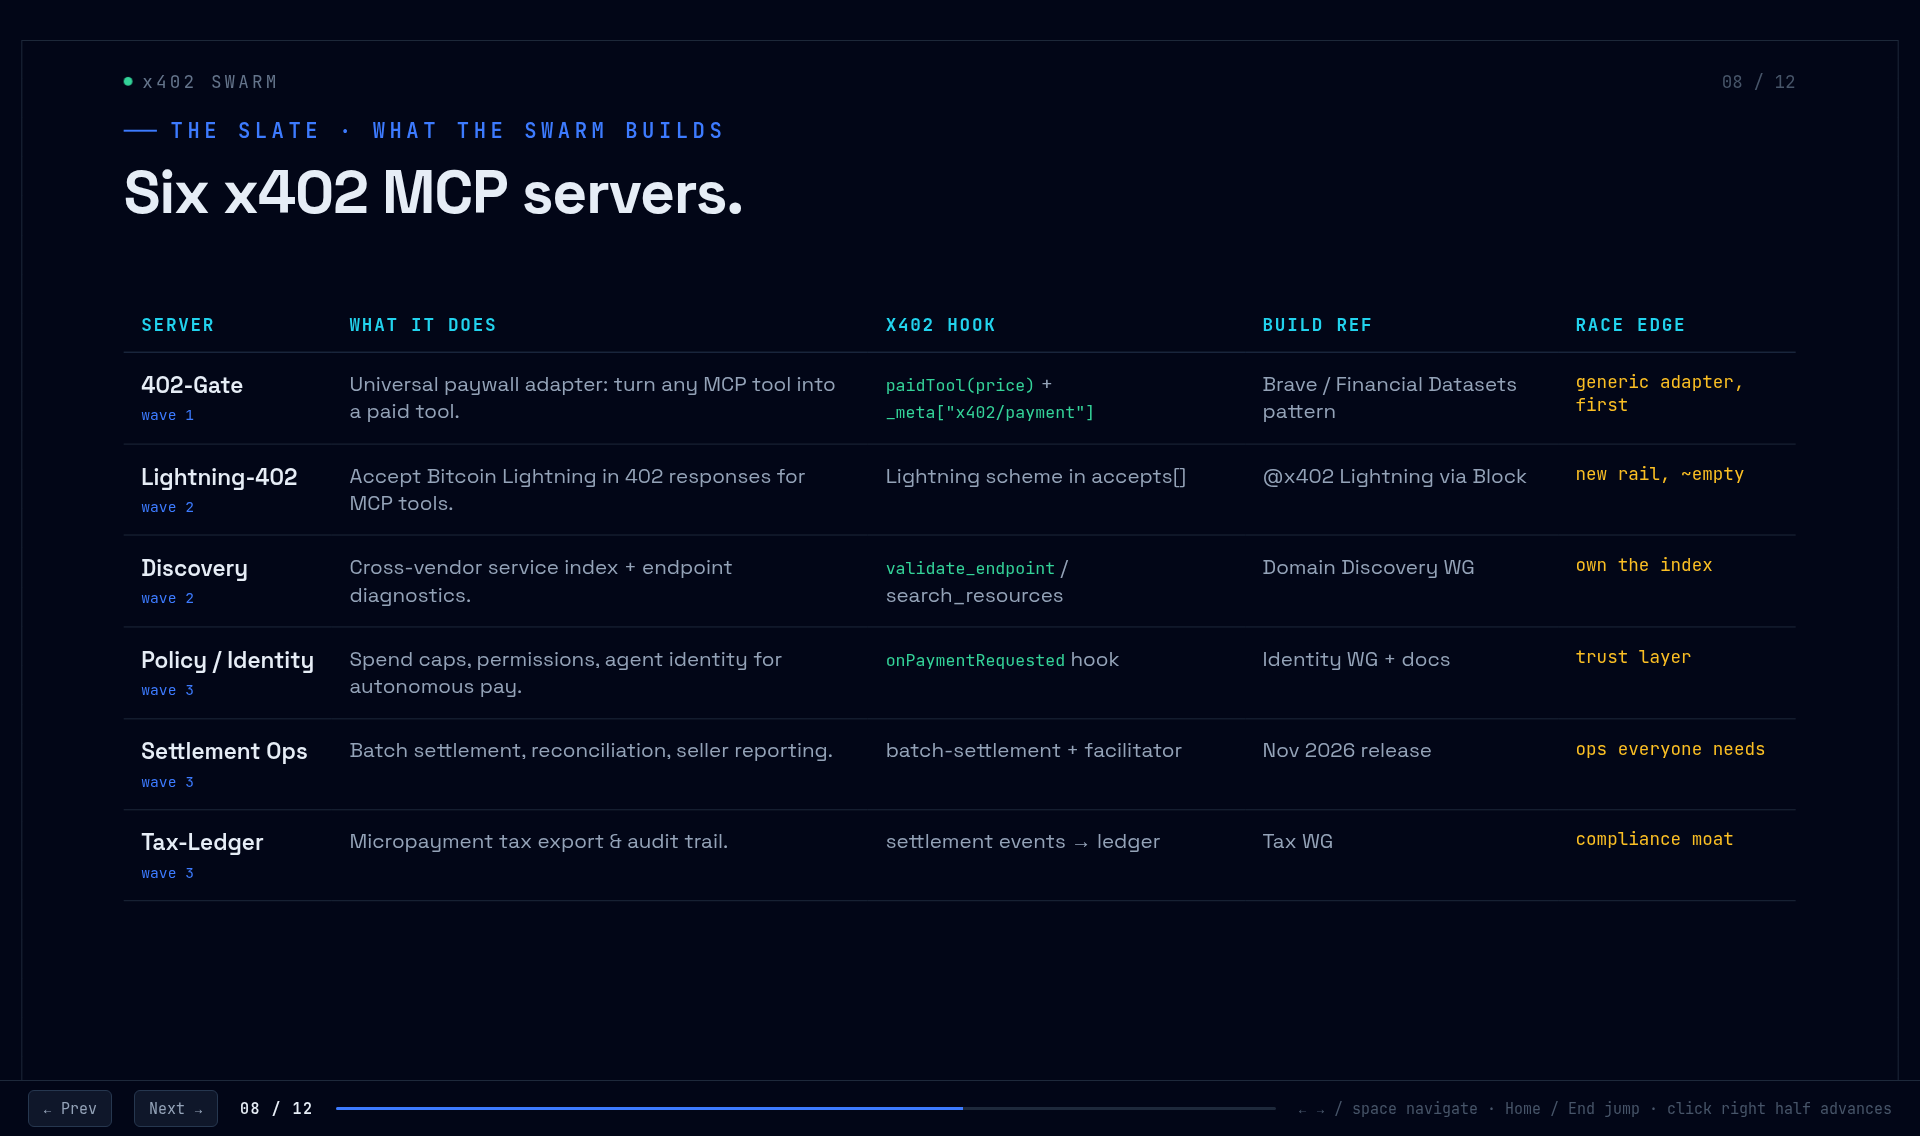 x402 SWARM
08 / 12
THE SLATE · WHAT THE SWARM BUILDS
Six x402 MCP servers.
SERVER WHAT IT DOES X402 HOOK BUILD REF RACE EDGE
402-Gate
wave 1
Universal paywall adapter: turn any MCP tool into
a paid tool.
paidTool(price) +
_meta["x402/payment"]
Brave / Financial Datasets
pattern
generic adapter,
first
Lightning-402
wave 2
Accept Bitcoin Lightning in 402 responses for
MCP tools.
Lightning scheme in accepts[]
@x402 Lightning via Block
new rail, ~empty
Discovery
wave 2
Cross-vendor service index + endpoint
diagnostics.
validate_endpoint /
search_resources
Domain Discovery WG
own the index
Policy / Identity
wave 3
Spend caps, permissions, agent identity for
autonomous pay.
onPaymentRequested hook
Identity WG + docs
trust layer
Settlement Ops
wave 3
Batch settlement, reconciliation, seller reporting.
batch-settlement + facilitator
Nov 2026 release
ops everyone needs
Tax-Ledger
wave 3
Micropayment tax export & audit trail.
settlement events → ledger
Tax WG
compliance moat
← Prev
Next →
08 / 12
← → / space navigate · Home / End jump · click right half advances